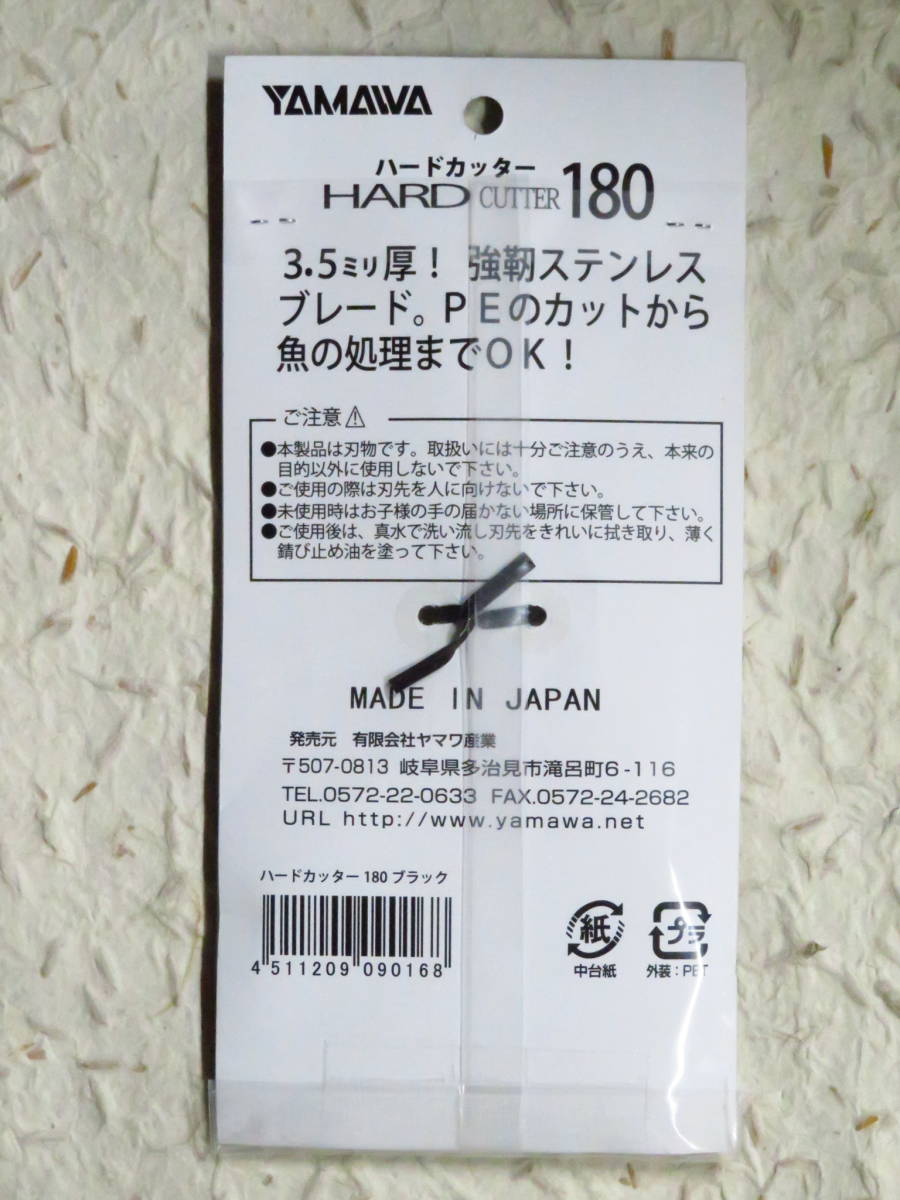 YAMAWA
ハードカッター
HARD CUTTER 180
3.5ミリ厚！ 強靭ステンレス
ブレード。ＰＥのカットから
魚の処理までＯＫ！
ご注意⚠
●本製品は刃物です。取扱いには十分ご注意のうえ、本来の
目的以外に使用しないで下さい。
●ご使用の際は刃先を人に向けないで下さい。
●未使用時はお子様の手の届かない場所に保管して下さい。
●ご使用後は、真水で洗い流し刃先をきれいに拭き取り、薄く
錆び止め油を塗って下さい。
MADE IN JAPAN
発売元 有限会社ヤマワ産業
〒507-0813 岐阜県多治見市滝呂町6-116
TEL.0572-22-0633 FAX.0572-24-2682
URL http://www.yamawa.net
ハードカッター 180 ブラック
4 511209 090168
紙
中台紙
プラ
外装：PET